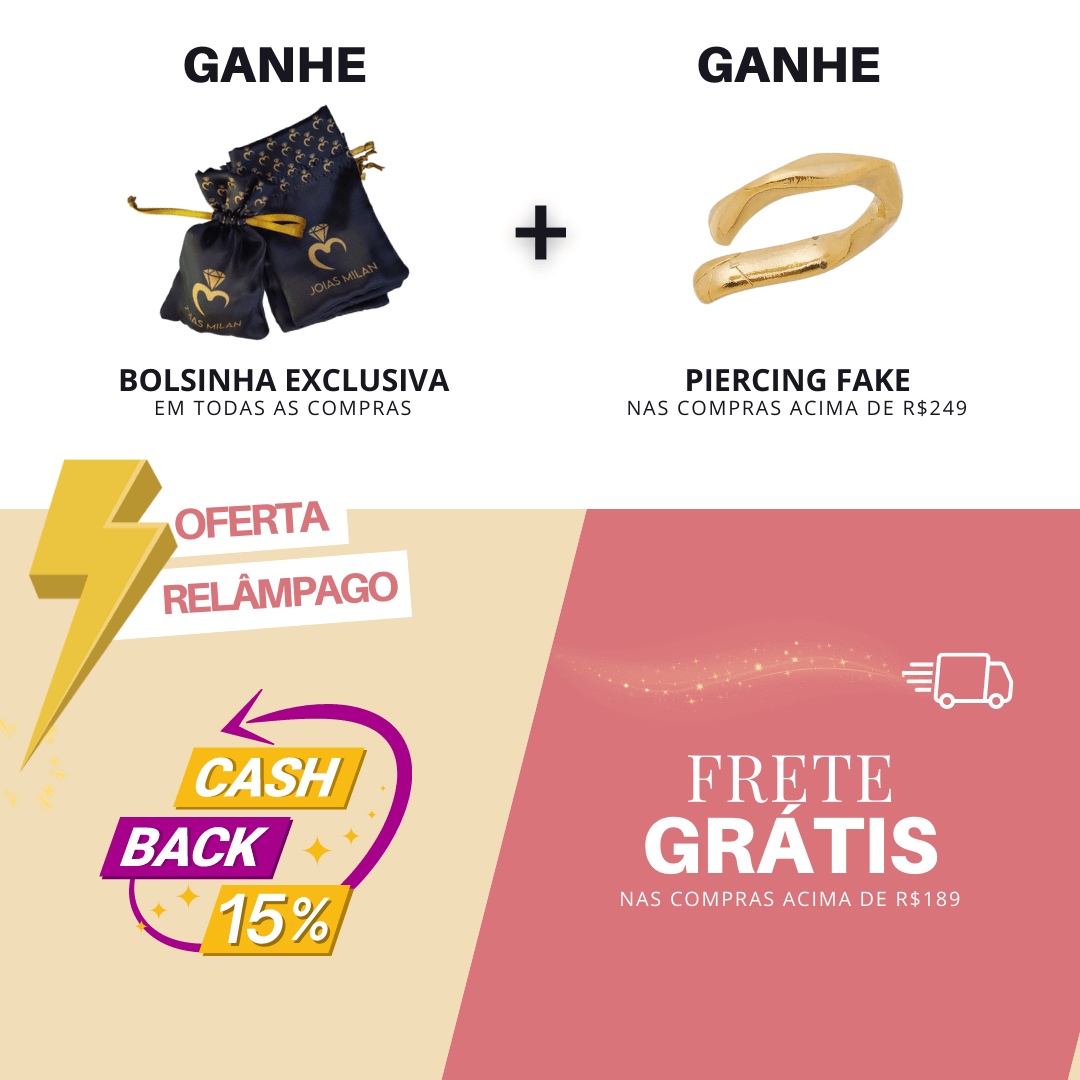 GANHE
GANHE
JOIAS MILAN
JOIAS MILAN
+
BOLSINHA EXCLUSIVA
EM TODAS AS COMPRAS
PIERCING FAKE
NAS COMPRAS ACIMA DE R$249
OFERTA
RELÂMPAGO
CASH
BACK
15%
FRETE
GRÁTIS
NAS COMPRAS ACIMA DE R$189